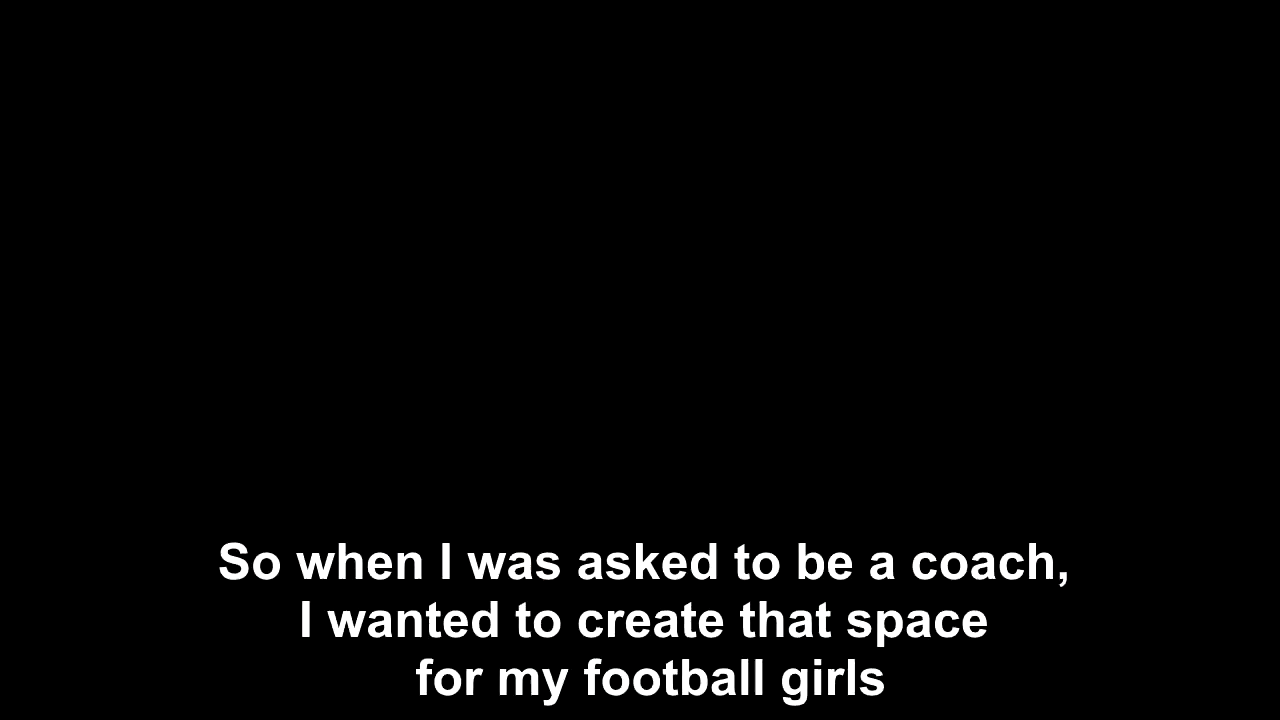 So when I was asked to be a coach,
I wanted to create that space
for my football girls